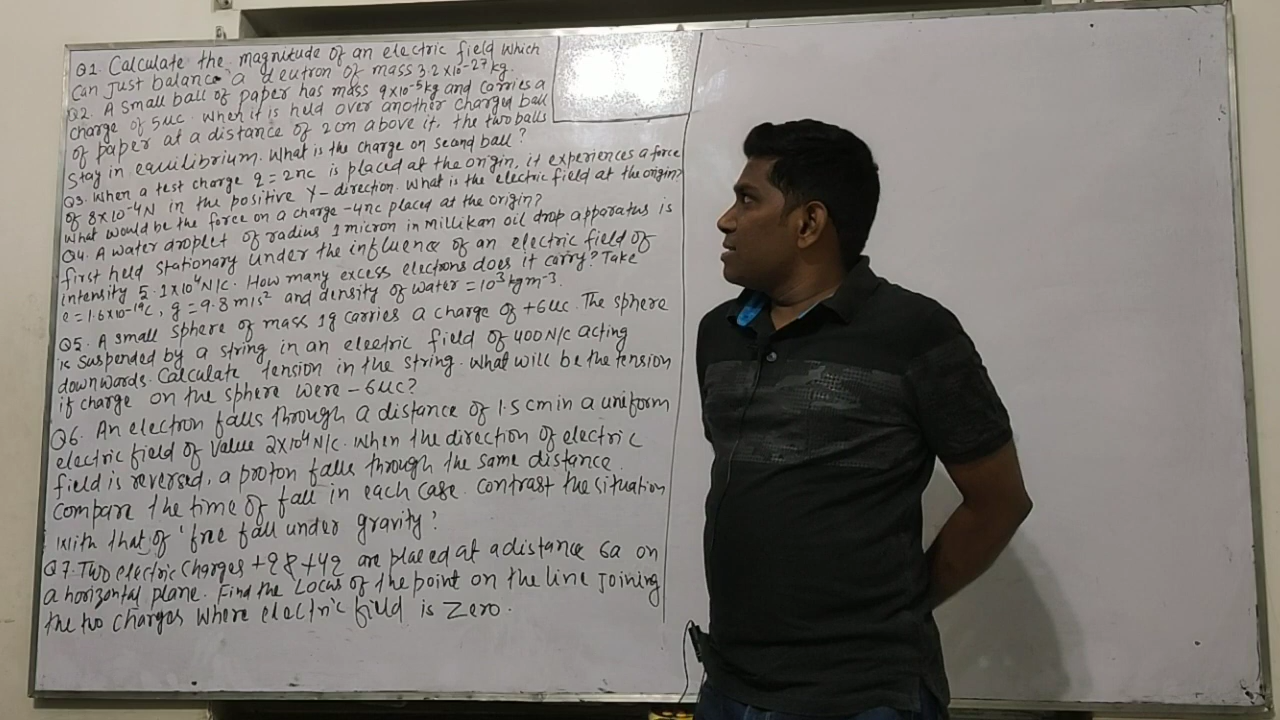 Q1. Calculate the magnitude of an electric field which
can just balance a deutron of mass 3.2×10⁻²⁷kg.
Q2. A small ball of paper has mass 9×10⁻⁵kg and carries a
charge of 5μc. When it is held over another charged ball
of paper at a distance of 2cm above it, the two balls
stay in equilibrium. What is the charge on second ball?
Q3. When a test charge q = 2nc is placed at the origin, it experiences a force
of 8×10⁻⁴N in the positive Y-direction. What is the electric field at the origin?
What would be the force on a charge -4nc placed at the origin?
Q4. A water droplet of radius 1 micron in Millikan oil drop apparatus is
first held stationary under the influence of an electric field of
intensity 5.1×10⁴N/C. How many excess electrons does it carry? Take
e = 1.6×10⁻¹⁹c, g = 9.8 m/s² and density of water = 10³kgm⁻³.
Q5. A small sphere of mass 1g carries a charge of +6μc. The sphere
is suspended by a string in an electric field of 400N/C acting
downwards. Calculate tension in the string. What will be the tension
if charge on the sphere were -6μc?
Q6. An electron falls through a distance of 1.5cm in a uniform
electric field of value 2×10⁴N/C. When the direction of electric
field is reversed, a proton falls through the same distance.
compare the time of fall in each case. contrast the situation
with that of 'free fall under gravity?
Q7. Two electric charges +q & +4q are placed at a distance 6a on
a horizontal plane. Find the Locus of the point on the line joining
the two charges where electric field is zero.